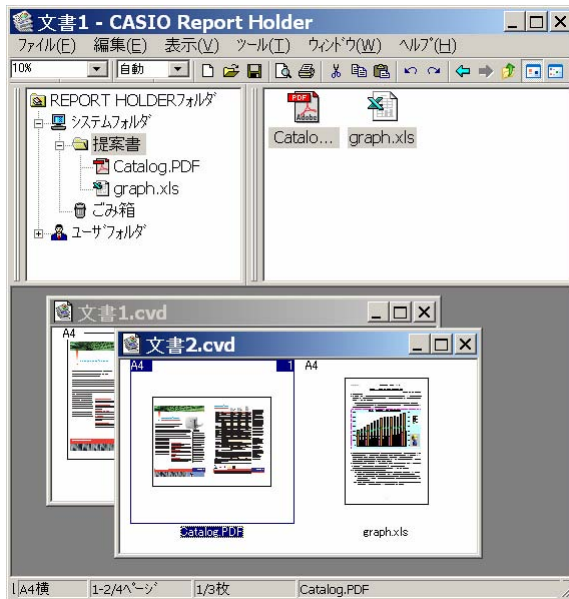 文書1 - CASIO Report Holder
ﾌｧｲﾙ(F) 編集(E) 表示(V) ﾂｰﾙ(T) ｳｨﾝﾄﾞｳ(W) ﾍﾙﾌﾟ(H)
10% 自動
REPORT HOLDERﾌｫﾙﾀﾞ
ｼｽﾃﾑﾌｫﾙﾀﾞ
提案書
Catalog.PDF
graph.xls
ごみ箱
ﾕｰｻﾞﾌｫﾙﾀﾞ
PDF
Adobe
Catalo... graph.xls
文書1.cvd
A4
文書2.cvd
A4 1 A4
Catalog.PDF graph.xls
A4横 1-2/4ﾍﾟｰｼﾞ 1/3枚 Catalog.PDF